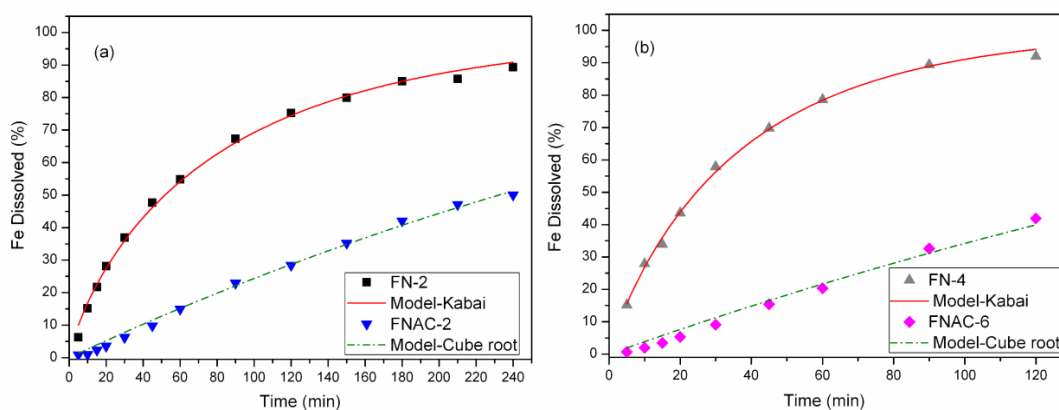 (a)
Fe Dissolved (%)
100
90
80
70
60
50
40
30
20
10
0
FN-2
Model-Kabai
FNAC-2
Model-Cube root
0 20 40 60 80 100 120 140 160 180 200 220 240
Time (min)
(b)
Fe Dissolved (%)
100
90
80
70
60
50
40
30
20
10
0
FN-4
Model-Kabai
FNAC-6
Model-Cube root
0 20 40 60 80 100 120
Time (min)